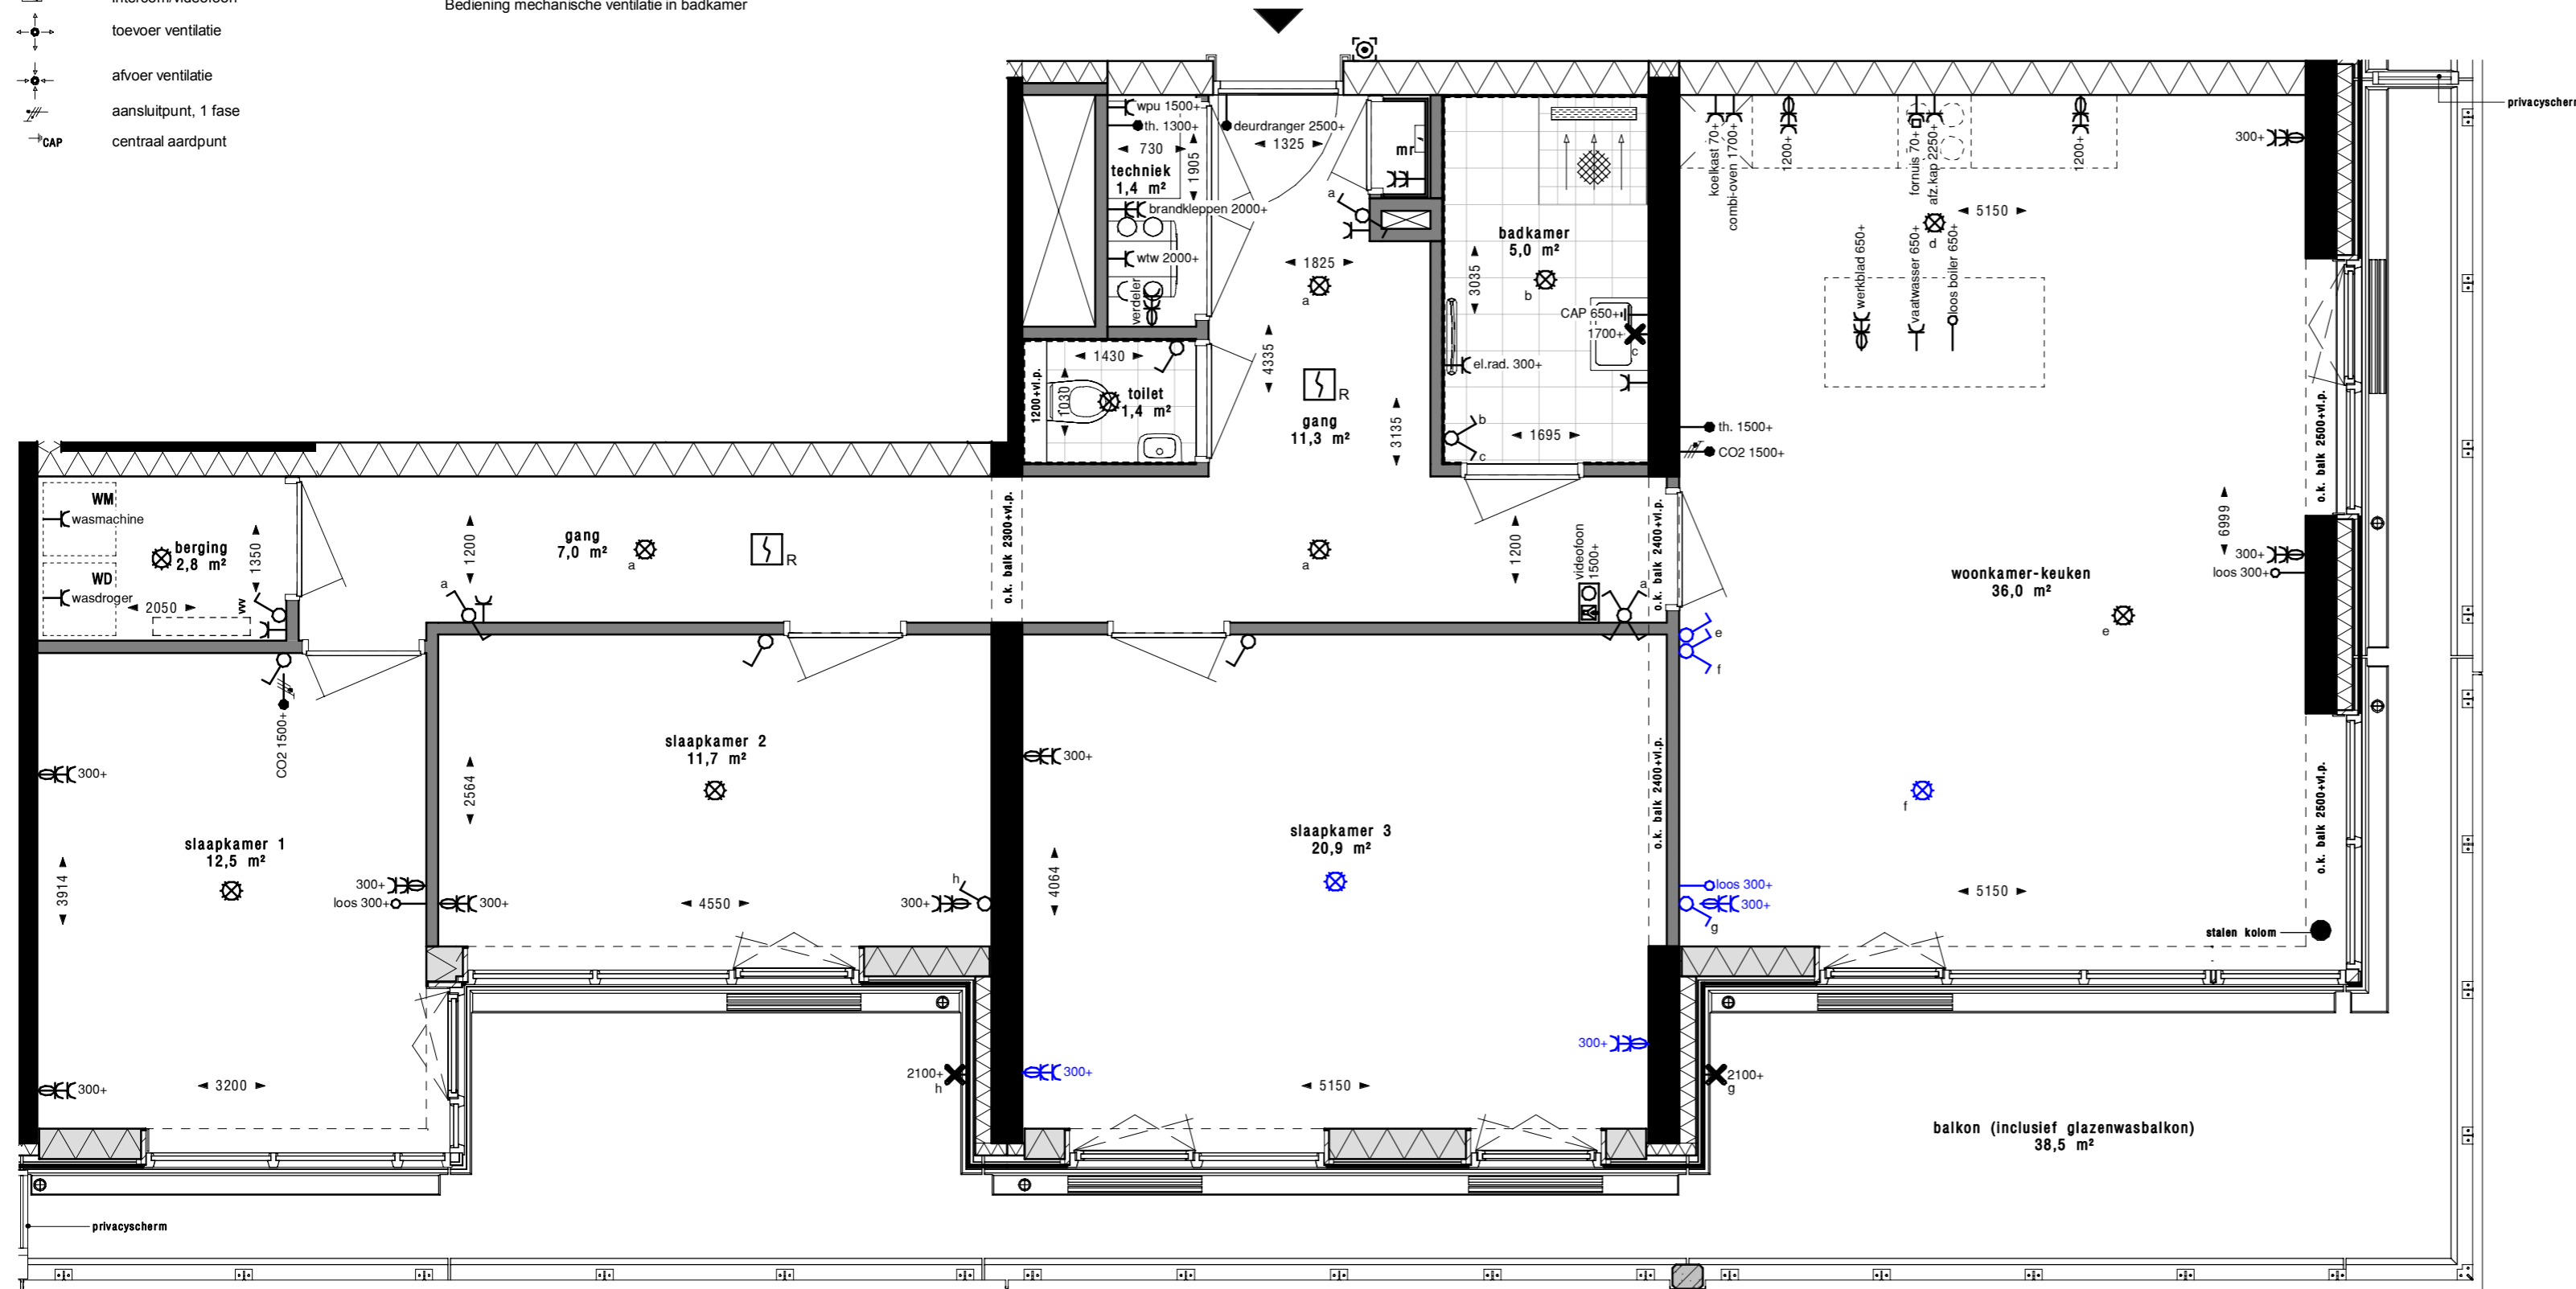 Bediening mechanische ventilatie in badkamer
toevoer ventilatie
afvoer ventilatie
aansluitpunt, 1 fase
CAP
centraal aardpunt
privacyscherm
wpu 1500+
th. 1300+
730
1905
techniek
1,4 m²
brandkleppen 2000+
wtw 2000+
verdeler
deurdranger 2500+
1325
mr
a
1825
a
4335
R
gang
11,3 m²
3135
1430
1200+vl.p.
1030
toilet
1,4 m²
badkamer
5,0 m²
3035
b
CAP 650+
1700+
c
el.rad. 300+
b
c
1695
koelkast 70+
combi-oven 1700+
1200+
fornuis 70+
afz.kap 2250+
1200+
300+
5150
d
werkblad 650+
vaatwasser 650+
loos boiler 650+
th. 1500+
CO2 1500+
o.k. balk 2500+vl.p.
6999
300+
loos 300+
woonkamer-keuken
36,0 m²
e
WM
wasmachine
berging
2,8 m²
1350
WD
wasdroger
2050
vvv
a
1200
gang
7,0 m²
a
R
o.k. balk 2300+vl.p.
a
1200
videofoon
1500+
a
o.k. balk 2400+vl.p.
e
f
CO2 1500+
300+
slaapkamer 1
12,5 m²
3914
300+
loos 300+
300+
3200
slaapkamer 2
11,7 m²
2564
300+
4550
h
300+
300+
slaapkamer 3
20,9 m²
4064
o.k. balk 2400+vl.p.
300+
300+
5150
f
loos 300+
300+
g
5150
o.k. balk 2500+vl.p.
stalen kolom
2100+
h
2100+
g
balkon (inclusief glazenwasbalkon)
38,5 m²
privacyscherm